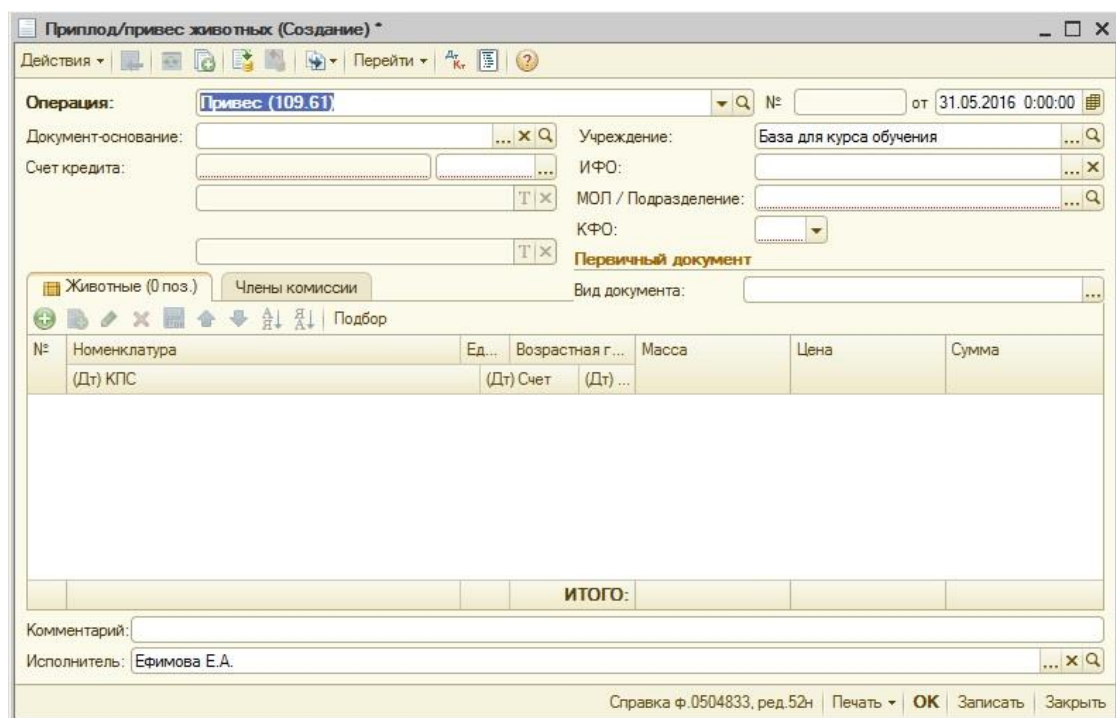 Приплод/привес животных (Создание) *
Действия Перейти Дт Кт
Операция: Привес (109.61) № от 31.05.2016 0:00:00
Документ-основание: ... Учреждение: База для курса обучения ...
Счет кредита: ... ИФО: ...
T МОЛ / Подразделение: ...
КФО:
T Первичный документ
Животные (0 поз.) Члены комиссии Вид документа: ...
Подбор
№ Номенклатура Ед... Возрастная г... Масса Цена Сумма
(Дт) КПС (Дт) Счет (Дт) ...
ИТОГО:
Комментарий:
Исполнитель: Ефимова Е.А. ...
Справка ф.0504833, ред.52н Печать OK Записать Закрыть